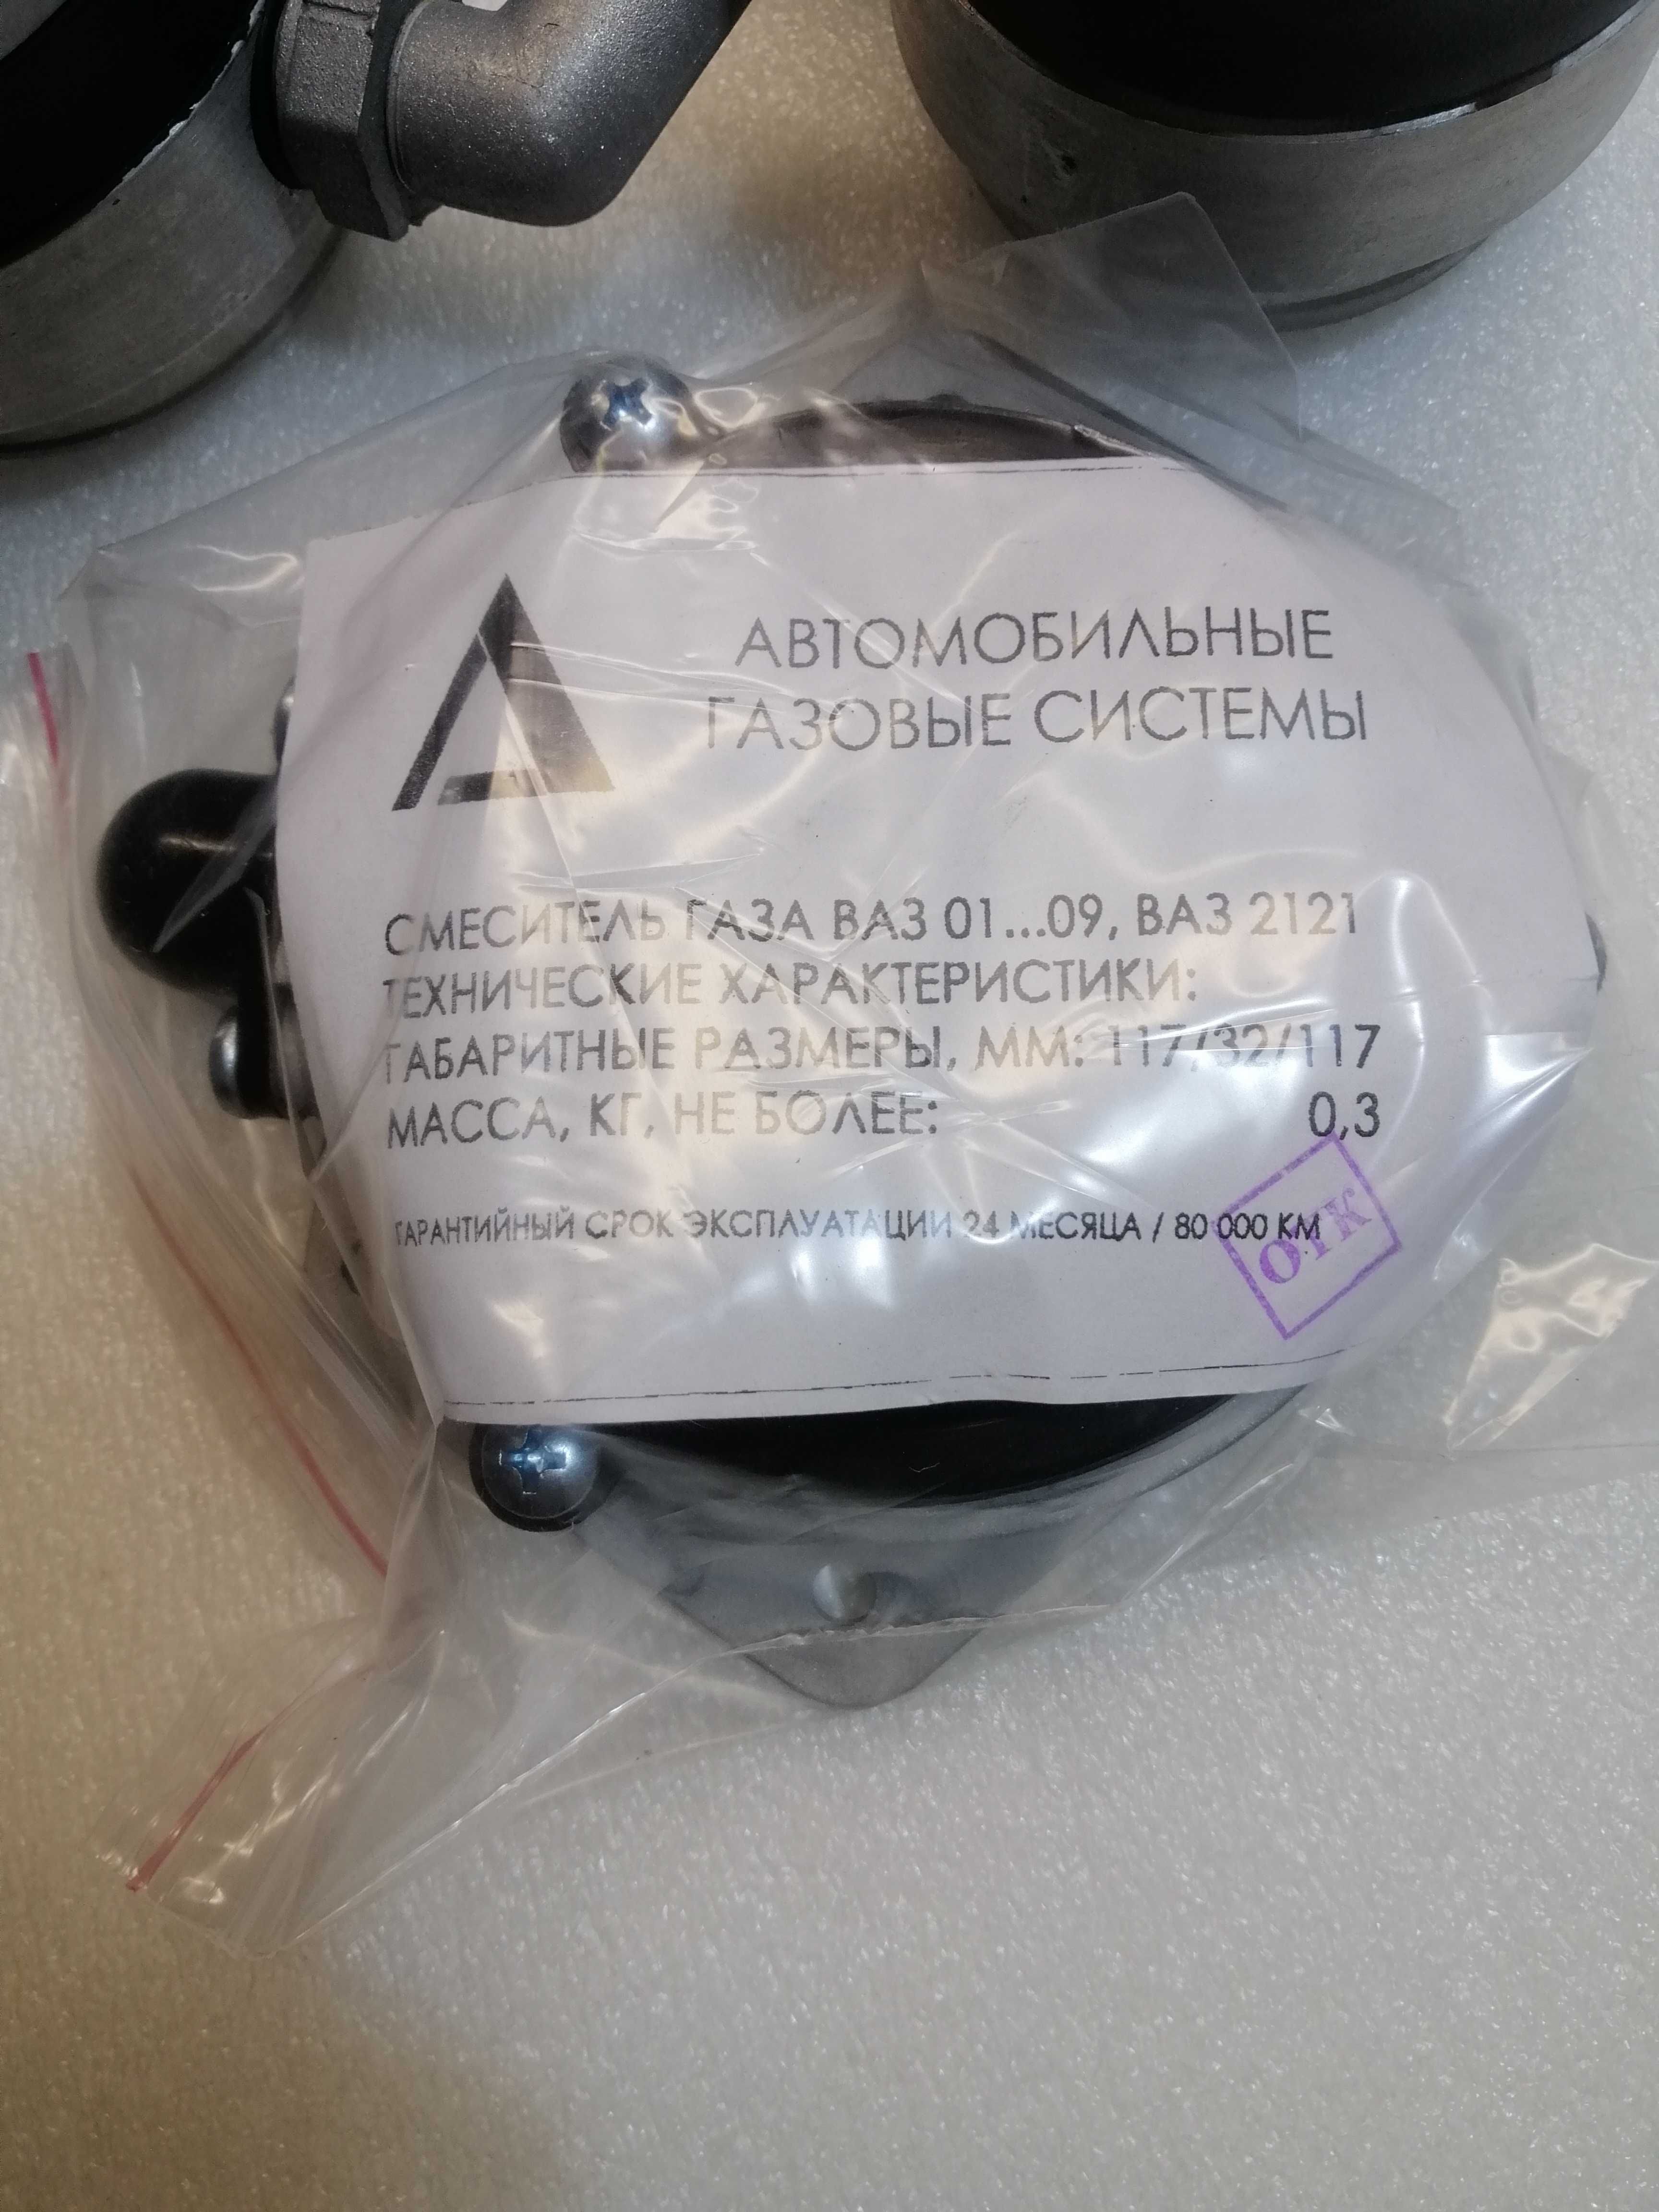 АВТОМОБИЛЬНЫЕ
ГАЗОВЫЕ СИСТЕМЫ
СМЕСИТЕЛЬ ГАЗА ВАЗ 01...09, ВАЗ 2121
ТЕХНИЧЕСКИЕ ХАРАКТЕРИСТИКИ:
ГАБАРИТНЫЕ РАЗМЕРЫ, ММ: 117/32/117
МАССА, КГ, НЕ БОЛЕЕ: 0,3
ГАРАНТИЙНЫЙ СРОК ЭКСПЛУАТАЦИИ 24 МЕСЯЦА / 80 000 КМ
ОТК